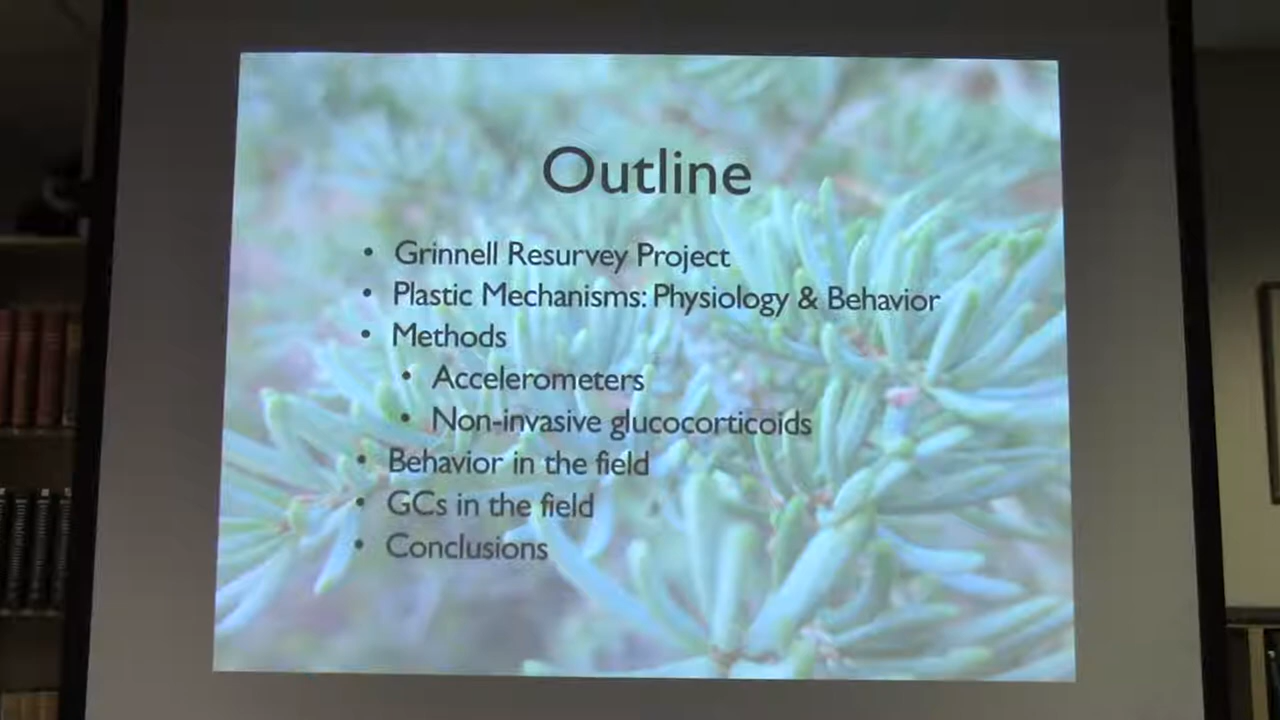 Outline
• Grinnell Resurvey Project
• Plastic Mechanisms: Physiology & Behavior
• Methods
• Accelerometers
• Non-invasive glucocorticoids
• Behavior in the field
• GCs in the field
• Conclusions